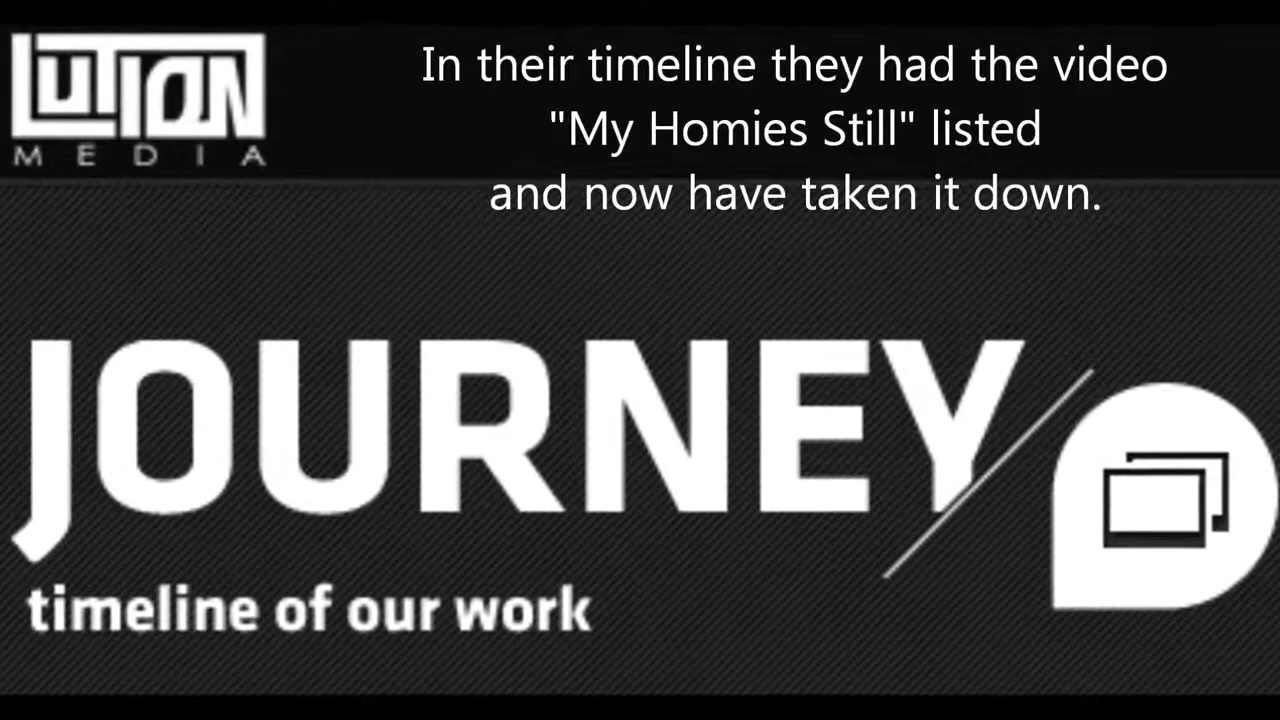 LUTION
MEDIA
In their timeline they had the video
"My Homies Still" listed
and now have taken it down.
JOURNEY
timeline of our work